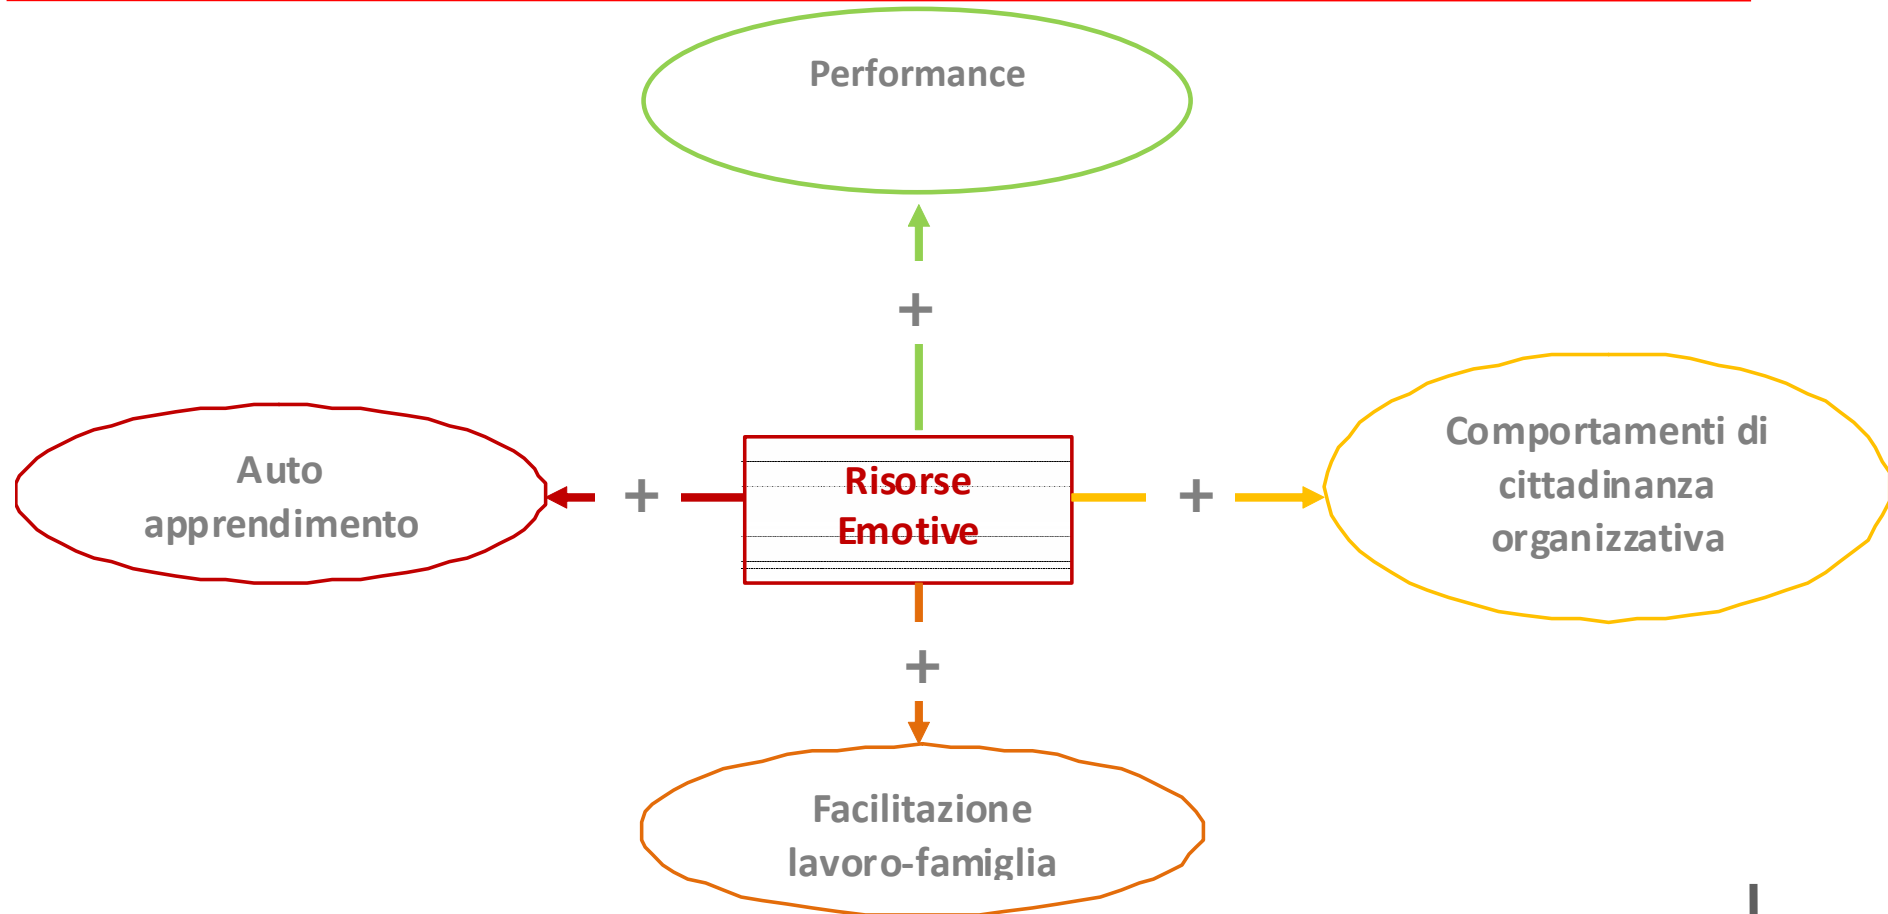 Performance
+
Auto
apprendimento
+
Risorse
Emotive
+
Comportamenti di
cittadinanza
organizzativa
+
Facilitazione
lavoro-famiglia